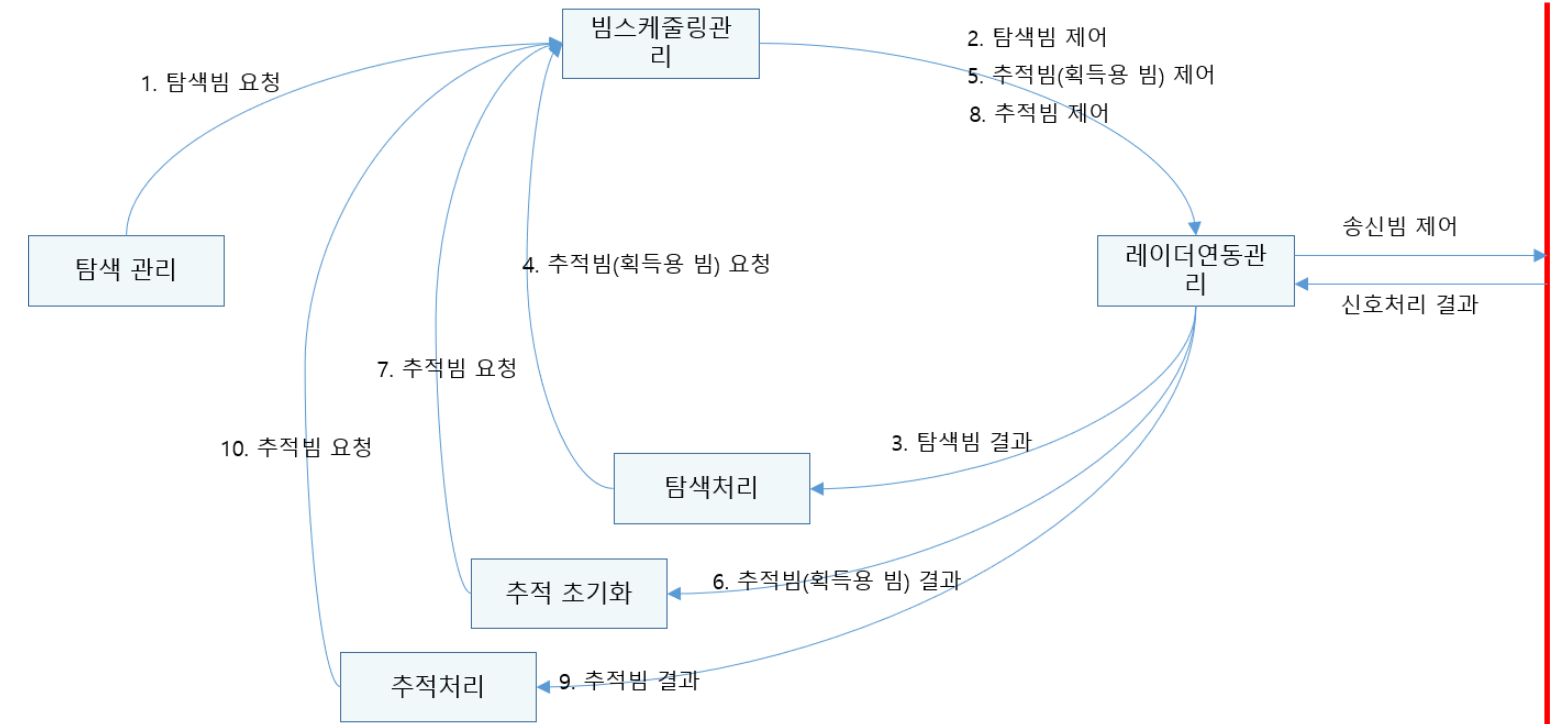 빔스케줄링관
리
2. 탐색빔 제어
5. 추적빔(획득용 빔) 제어
8. 추적빔 제어
1. 탐색빔 요청
탐색 관리
레이더연동관
리
송신빔 제어
신호처리 결과
4. 추적빔(획득용 빔) 요청
7. 추적빔 요청
10. 추적빔 요청
3. 탐색빔 결과
탐색처리
추적 초기화
6. 추적빔(획득용 빔) 결과
추적처리
9. 추적빔 결과